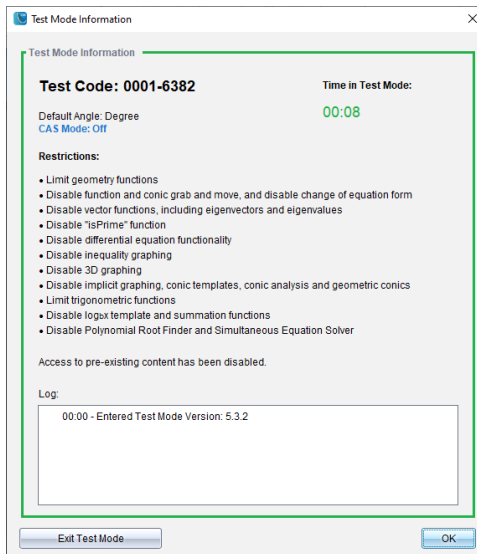 Test Mode Information
Test Mode Information
Test Code: 0001-6382
Time in Test Mode:
00:08
Default Angle: Degree
CAS Mode: Off
Restrictions:
• Limit geometry functions
• Disable function and conic grab and move, and disable change of equation form
• Disable vector functions, including eigenvectors and eigenvalues
• Disable "isPrime" function
• Disable differential equation functionality
• Disable inequality graphing
• Disable 3D graphing
• Disable implicit graphing, conic templates, conic analysis and geometric conics
• Limit trigonometric functions
• Disable logbx template and summation functions
• Disable Polynomial Root Finder and Simultaneous Equation Solver
Access to pre-existing content has been disabled.
Log:
00:00 - Entered Test Mode Version: 5.3.2
Exit Test Mode
OK